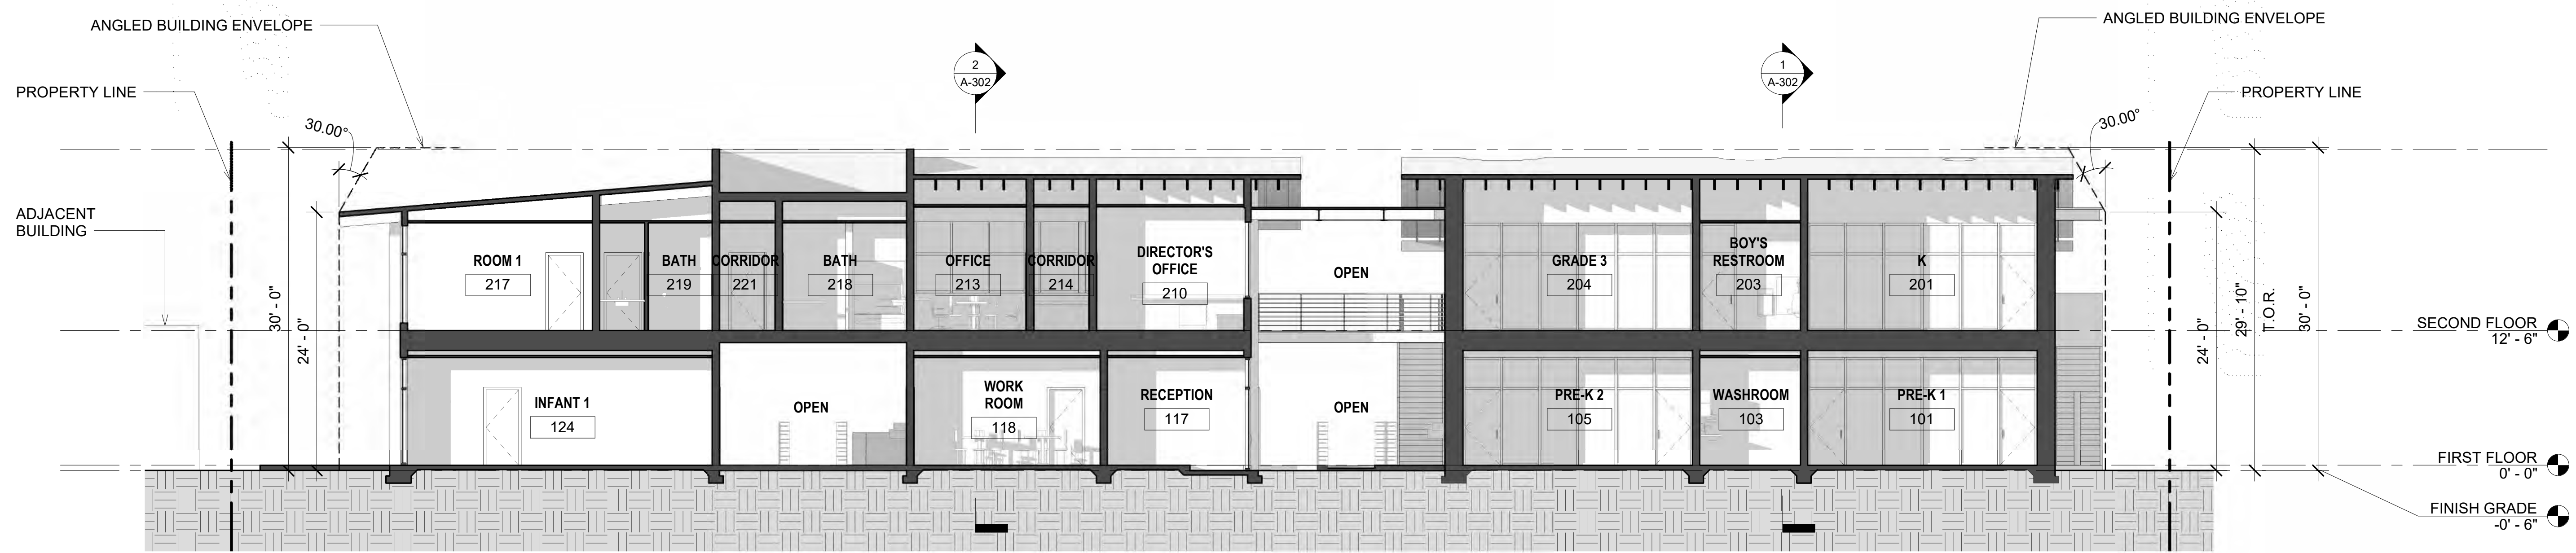 ANGLED BUILDING ENVELOPE
ANGLED BUILDING ENVELOPE
2
A-302
1
A-302
PROPERTY LINE
PROPERTY LINE
30.00°
30.00°
ADJACENT
BUILDING
30' - 0"
24' - 0"
ROOM 1
217
BATH
219
CORRIDOR
221
BATH
218
OFFICE
213
CORRIDOR
214
DIRECTOR'S
OFFICE
210
OPEN
GRADE 3
204
BOY'S
RESTROOM
203
K
201
24' - 0"
29' - 10"
T.O.R.
30' - 0"
SECOND FLOOR
12' - 6"
INFANT 1
124
OPEN
WORK
ROOM
118
RECEPTION
117
OPEN
PRE-K 2
105
WASHROOM
103
PRE-K 1
101
FIRST FLOOR
0' - 0"
FINISH GRADE
-0' - 6"